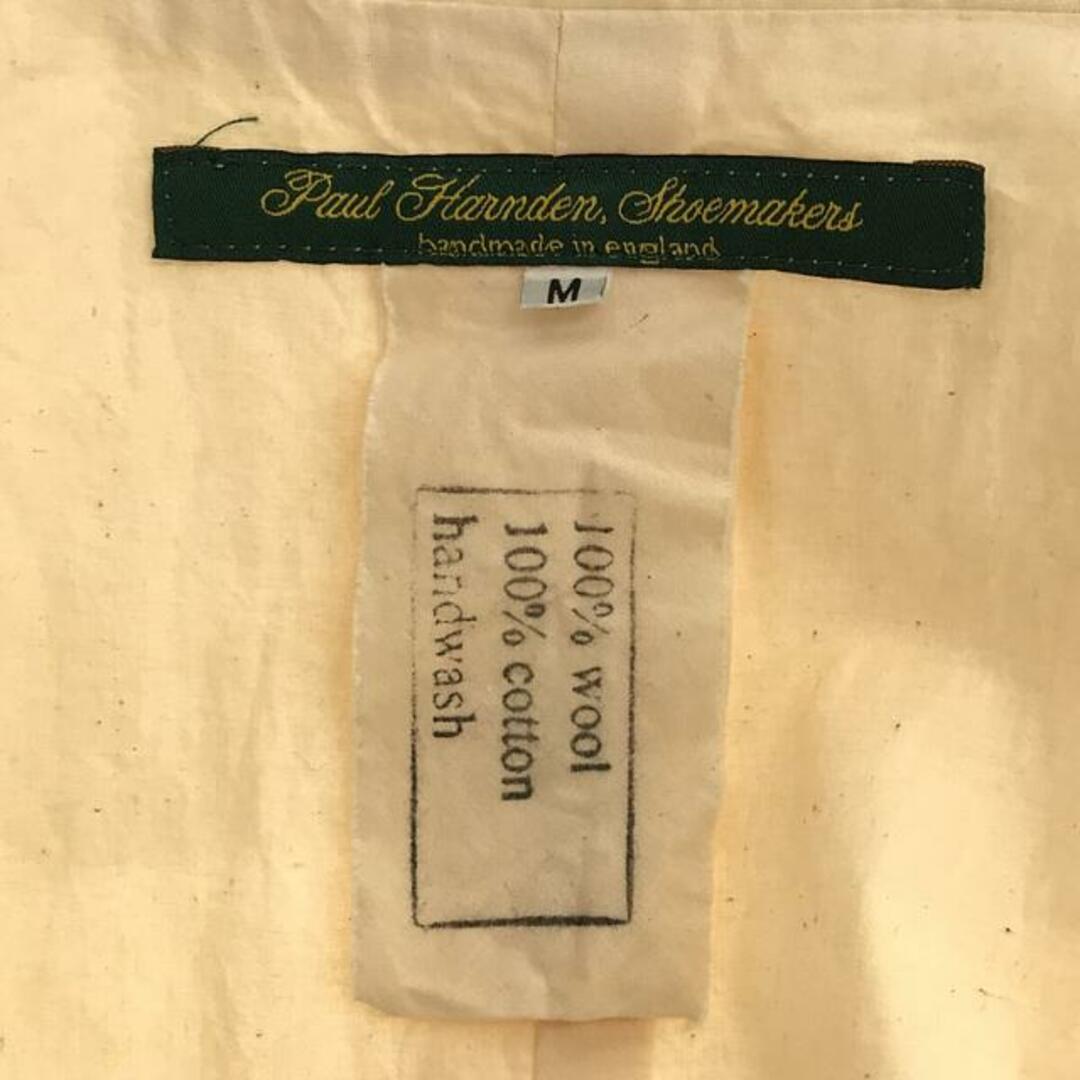 Paul Harnden, Shoemakers
handmade in england
M
100% wool
100% cotton
handwash